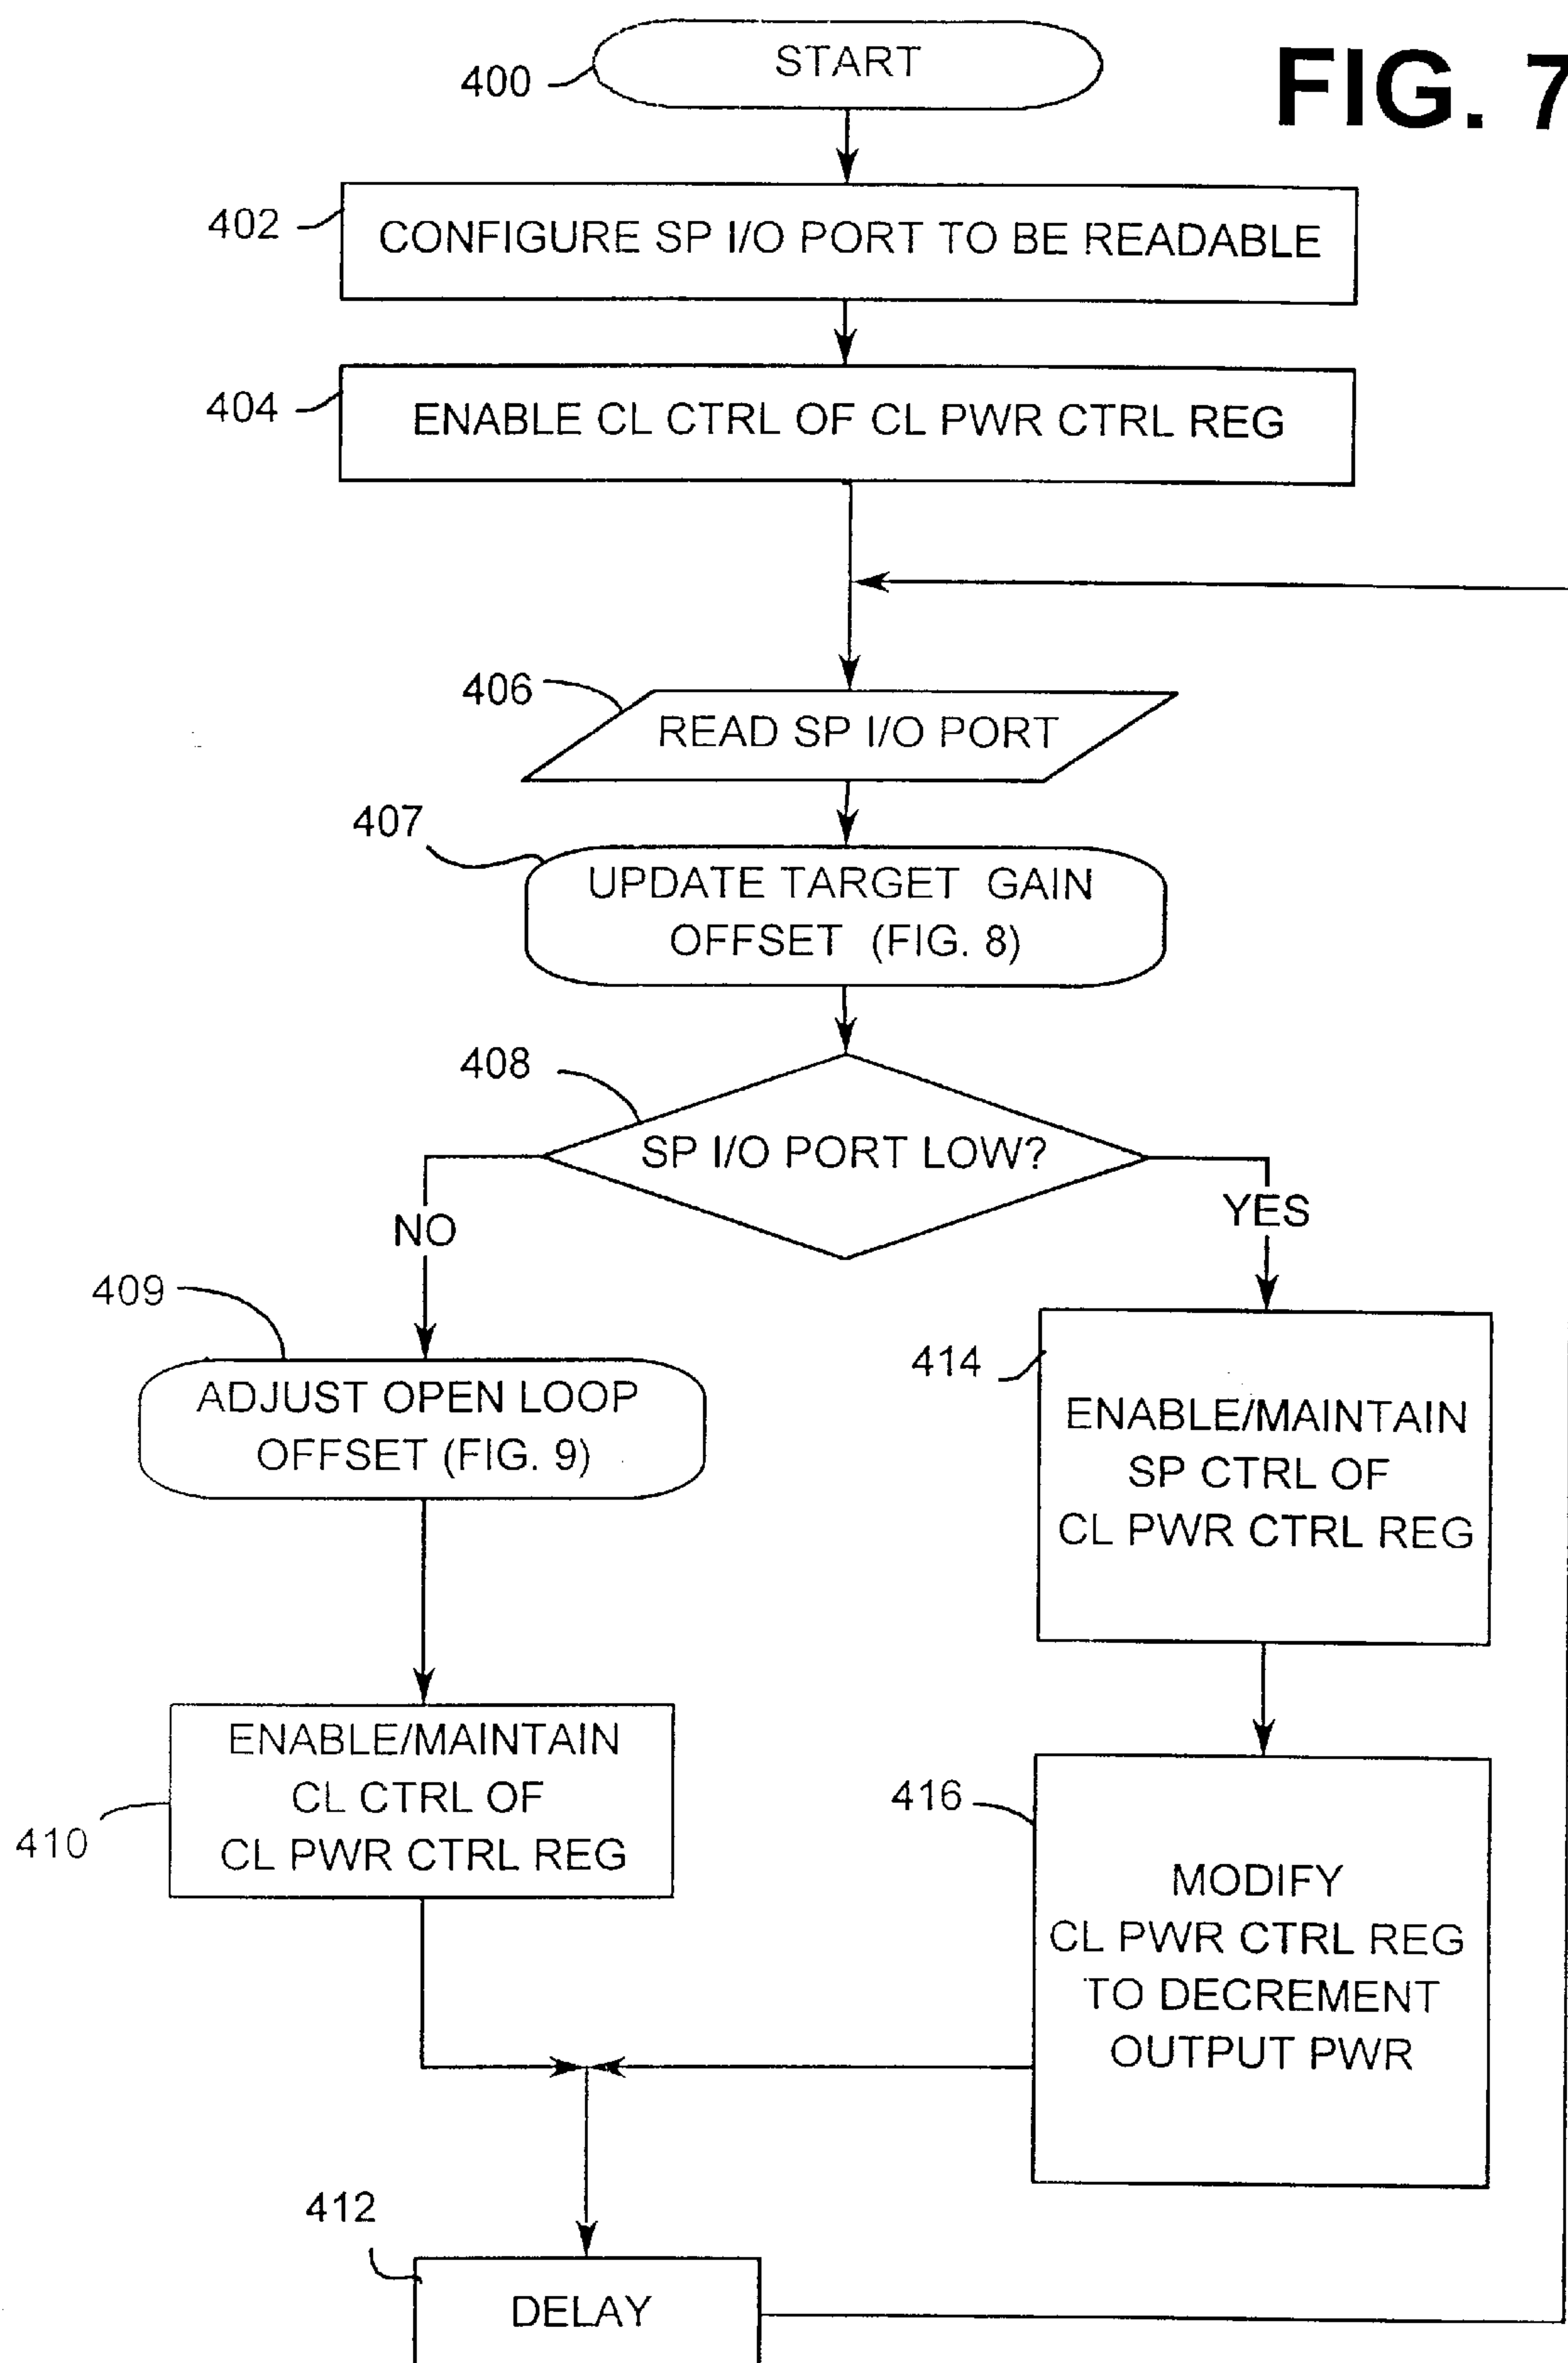 FIG. 7
400
START
402
CONFIGURE SP I/O PORT TO BE READABLE
404
ENABLE CL CTRL OF CL PWR CTRL REG
406
READ SP I/O PORT
407
UPDATE TARGET GAIN
OFFSET (FIG. 8)
408
SP I/O PORT LOW?
NO
YES
409
ADJUST OPEN LOOP
OFFSET (FIG. 9)
414
ENABLE/MAINTAIN
SP CTRL OF
CL PWR CTRL REG
410
ENABLE/MAINTAIN
CL CTRL OF
CL PWR CTRL REG
416
MODIFY
CL PWR CTRL REG
TO DECREMENT
OUTPUT PWR
412
DELAY